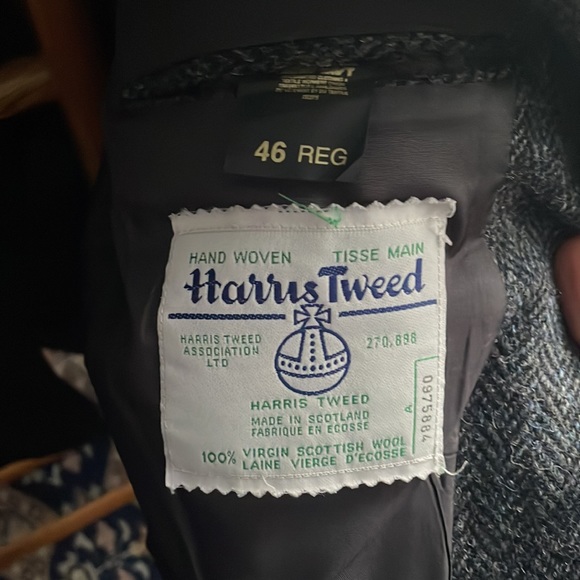 46 REG
HAND WOVEN TISSE MAIN
Harris Tweed
HARRIS TWEED
ASSOCIATION
LTD
270,898
HARRIS TWEED
MADE IN SCOTLAND
FABRIQUE EN ECOSSE
100% VIRGIN SCOTTISH WOOL
LAINE VIERGE D'ECOSSE
A 0975884